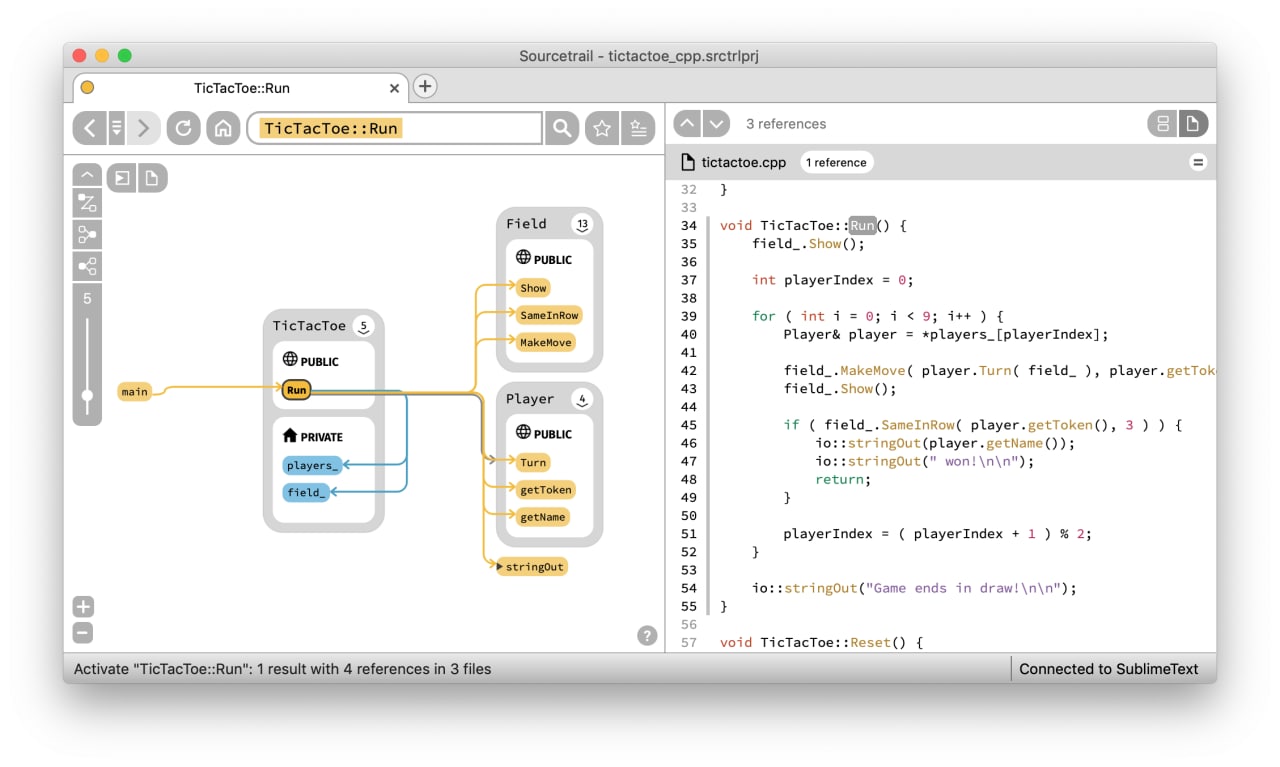 Sourcetrail - tictactoe_cpp.srctrlprj
TicTacToe::Run
TicTacToe::Run
5
main
TicTacToe 5
PUBLIC
Run
PRIVATE
players_
field_
Field 13
PUBLIC
Show
SameInRow
MakeMove
Player 4
PUBLIC
Turn
getToken
getName
stringOut
?
3 references
tictactoe.cpp 1 reference
32 }
33
34 void TicTacToe::Run() {
35 field_.Show();
36
37 int playerIndex = 0;
38
39 for ( int i = 0; i < 9; i++ ) {
40 Player& player = *players_[playerIndex];
41
42 field_.MakeMove( player.Turn( field_ ), player.getTok
43 field_.Show();
44
45 if ( field_.SameInRow( player.getToken(), 3 ) ) {
46 io::stringOut(player.getName());
47 io::stringOut(" won!\n\n");
48 return;
49 }
50
51 playerIndex = ( playerIndex + 1 ) % 2;
52 }
53
54 io::stringOut("Game ends in draw!\n\n");
55 }
56
57 void TicTacToe::Reset() {
Activate "TicTacToe::Run": 1 result with 4 references in 3 files
Connected to SublimeText